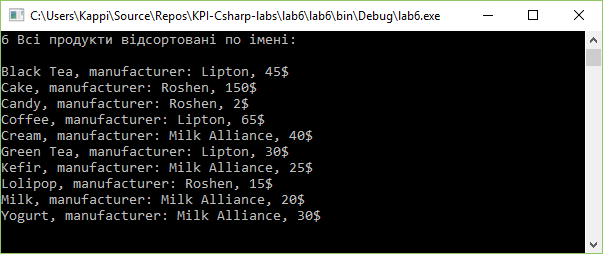 C:\Users\Kappi\Source\Repos\KPI-Csharp-labs\lab6\lab6\bin\Debug\lab6.exe
6 Всі продукти відсортовані по імені:
Black Tea, manufacturer: Lipton, 45$
Cake, manufacturer: Roshen, 150$
Candy, manufacturer: Roshen, 2$
Coffee, manufacturer: Lipton, 65$
Cream, manufacturer: Milk Alliance, 40$
Green Tea, manufacturer: Lipton, 30$
Kefir, manufacturer: Milk Alliance, 25$
Lolipop, manufacturer: Roshen, 15$
Milk, manufacturer: Milk Alliance, 20$
Yogurt, manufacturer: Milk Alliance, 30$